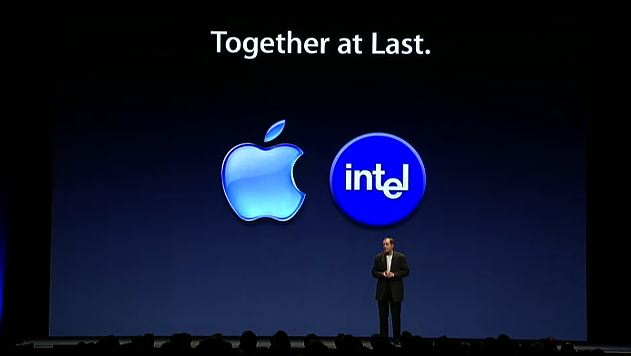 Together at Last.
intel